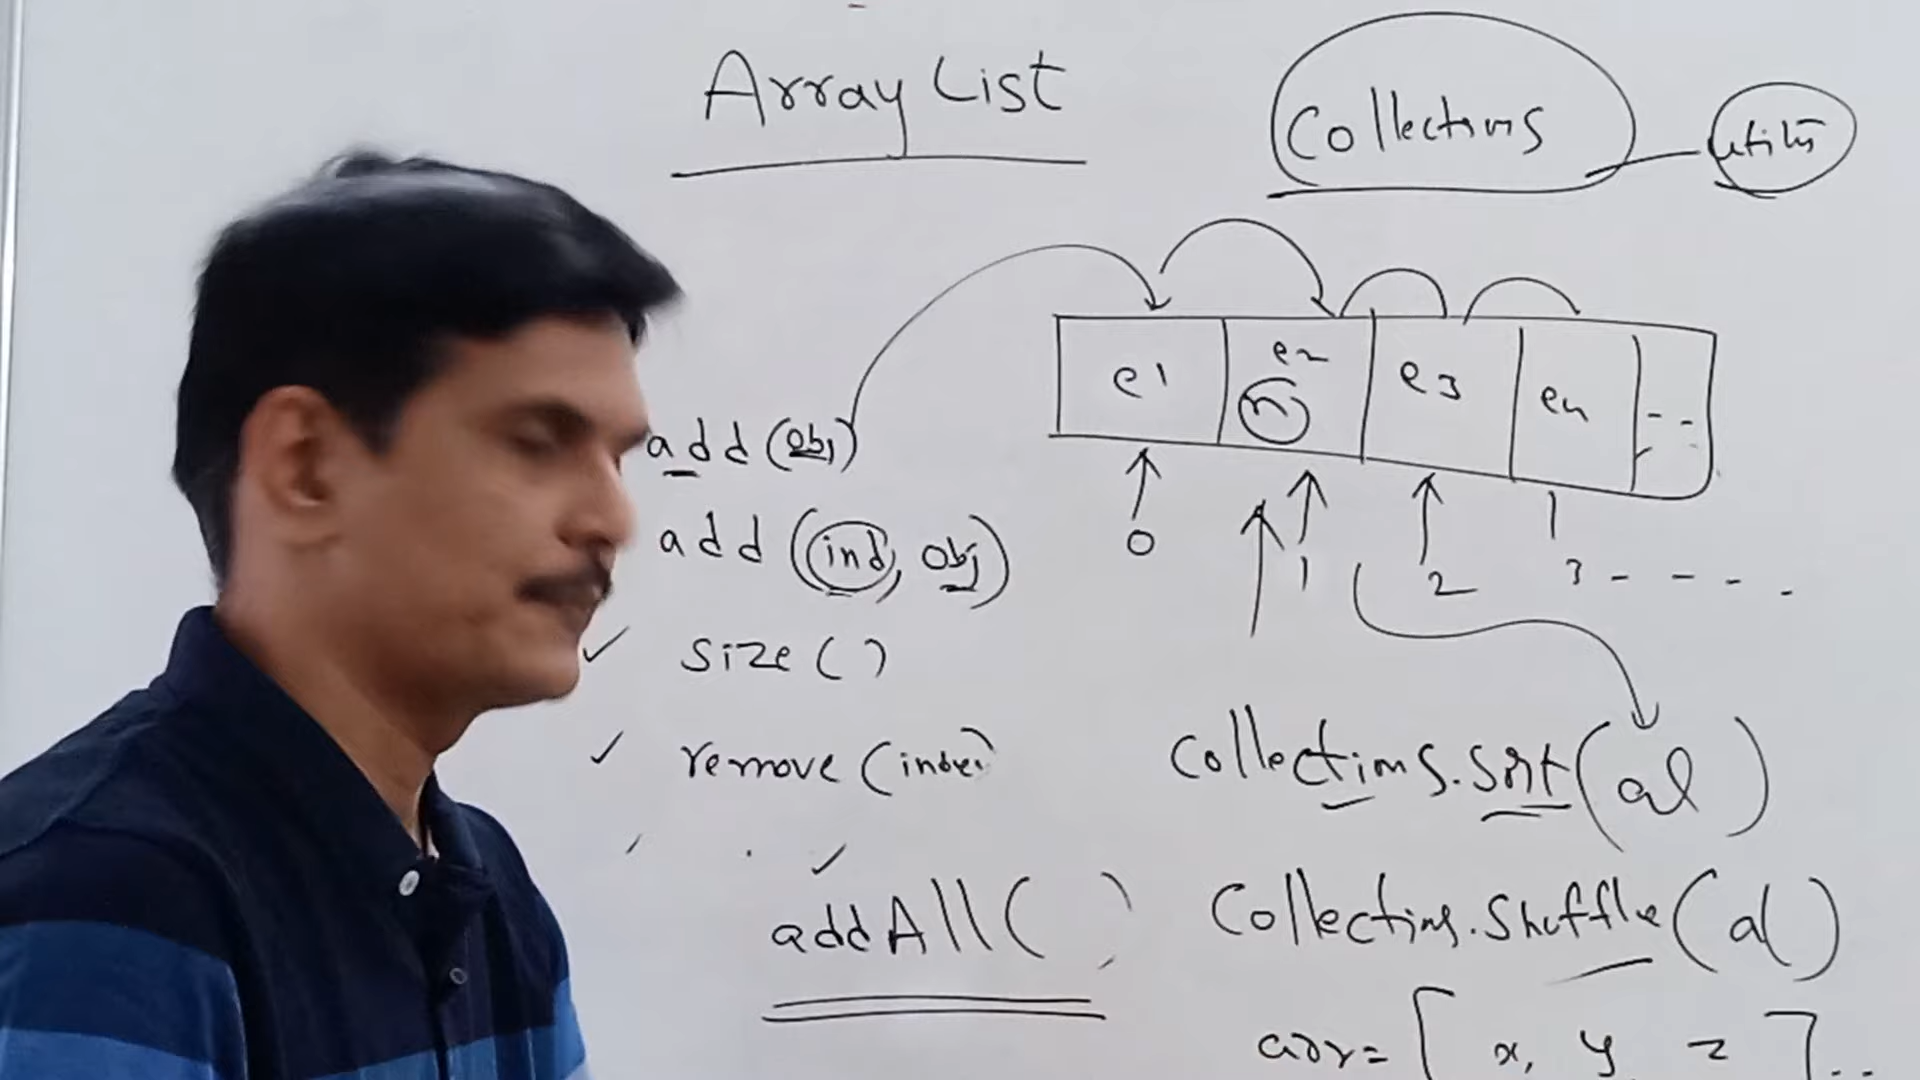 Array List
Collections
utility
e1 e2 e3 en - -
n
0 1 2 3 - - - .
add (obj)
add (ind, obj)
✓ size ( )
✓ remove (index)
✓
addAll ( )
Collections.sort (al)
Collections.shuffle (al)
arr = [ x, y, z ] . .